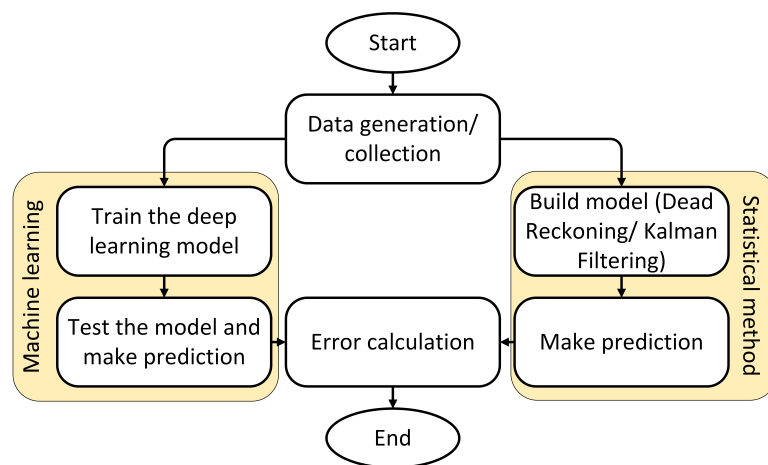 Start
Data generation/
collection
Machine learning
Train the deep
learning model
Test the model and
make prediction
Build model (Dead
Reckoning/ Kalman
Filtering)
Make prediction
Statistical method
Error calculation
End